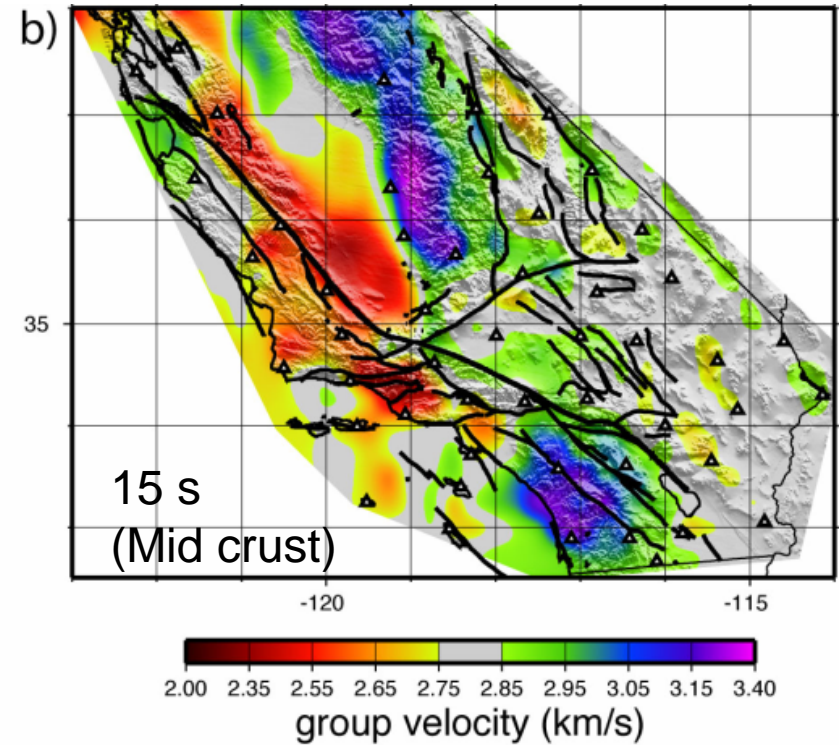 b)
35
15 s
(Mid crust)
-120 -115
2.00 2.35 2.55 2.65 2.75 2.85 2.95 3.05 3.15 3.40
group velocity (km/s)